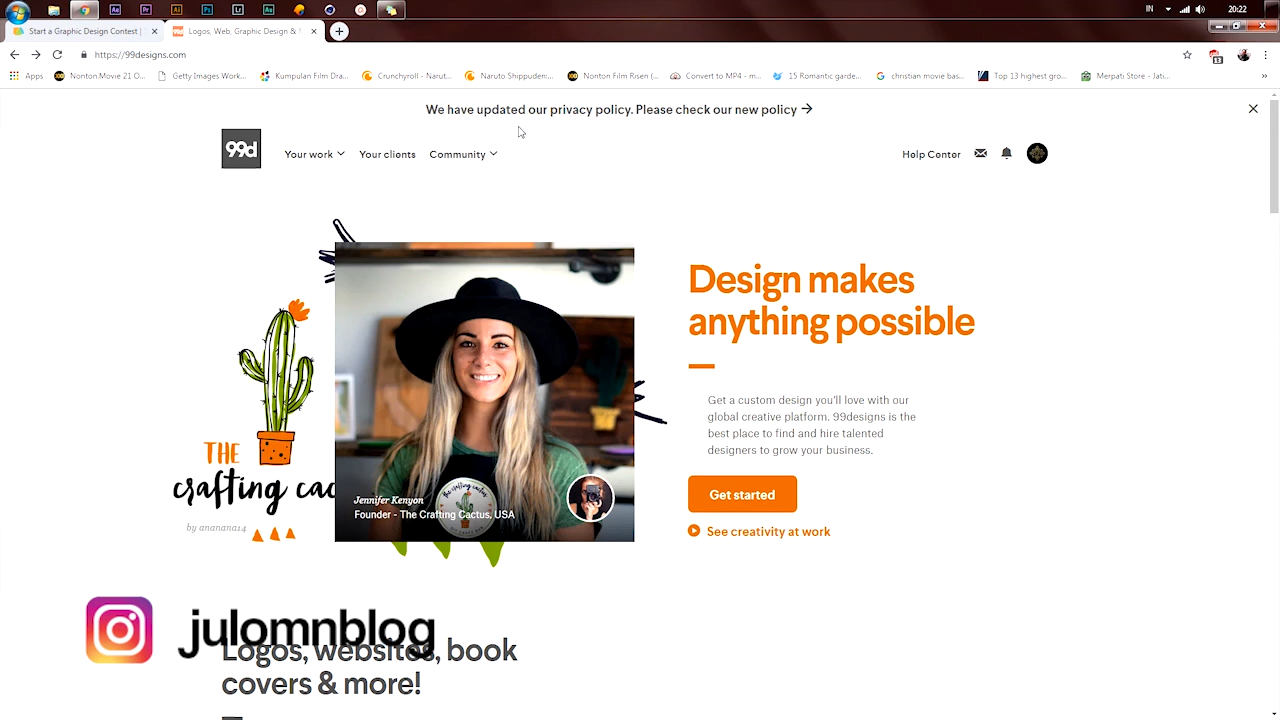 IN
20:22
Start a Graphic Design Contest |
Logos, Web, Graphic Design &
https://99designs.com
Apps
Nonton.Movie 21 O...
Getty Images Work...
Kumpulan Film Dra...
Crunchyroll - Narut...
Naruto Shippuden:...
Nonton Film Risen (...
Convert to MP4 - m...
15 Romantic garde...
christian movie bas...
Top 13 highest gro...
Merpati Store - Jati...
We have updated our privacy policy. Please check our new policy →
99d
Your work
Your clients
Community
Help Center
Design makes
anything possible
Get a custom design you'll love with our
global creative platform. 99designs is the
best place to find and hire talented
designers to grow your business.
Get started
See creativity at work
THE
crafting cac
by ananana14
Jennifer Kenyon
Founder - The Crafting Cactus, USA
julomnblog
Logos, websites, book
covers & more!